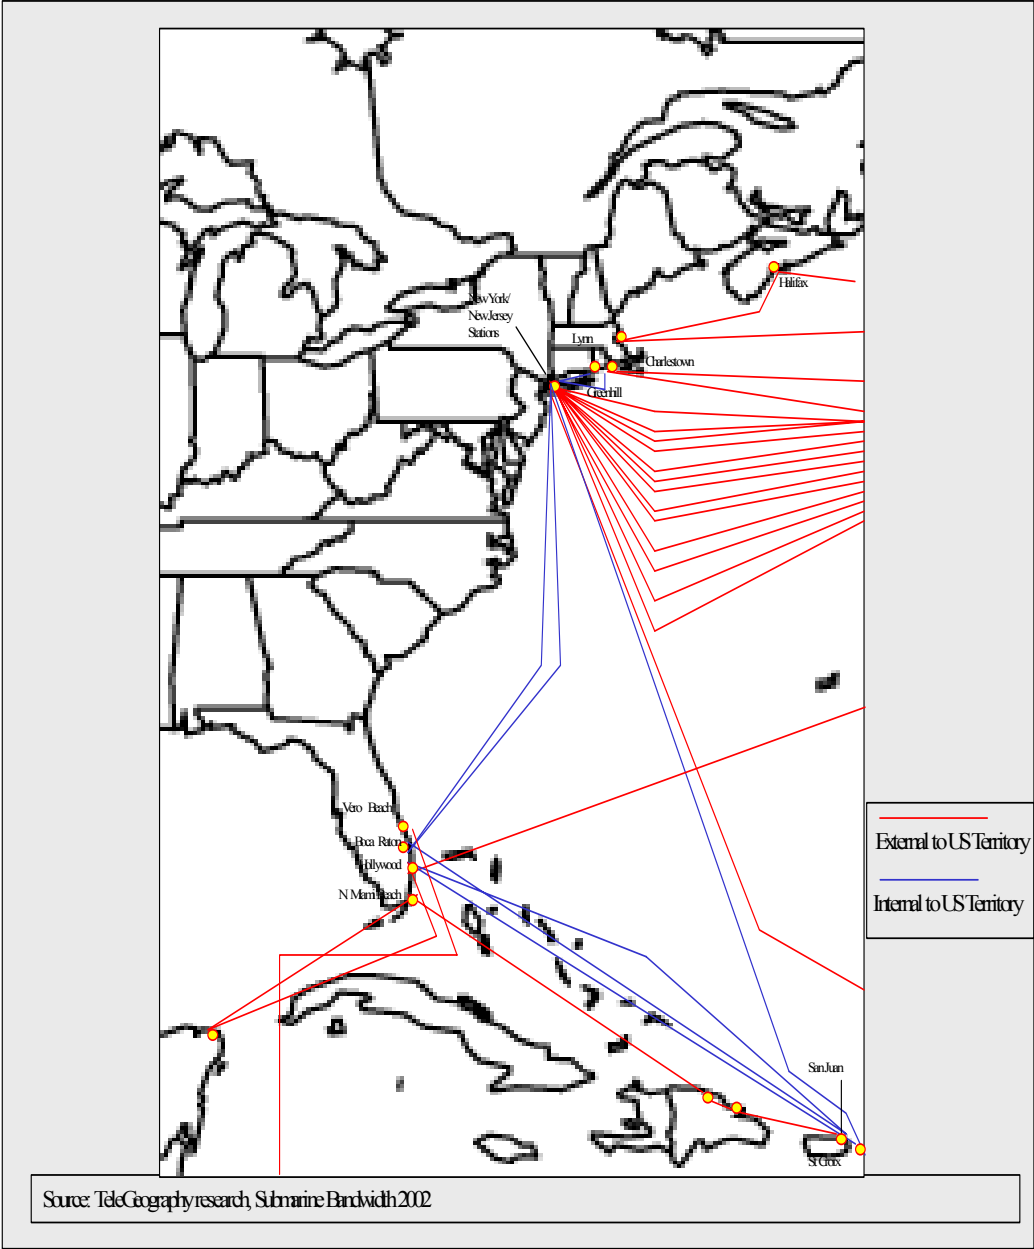 Halifax
New York/
New Jersey
Stations
Lynn
Charlestown
Greenhill
Vero Beach
Boca Raton
Hollywood
N Miami Beach
External to US Territory
Internal to US Territory
San Juan
St Croix
Source: TeleGeography research, Submarine Bandwidth 2002